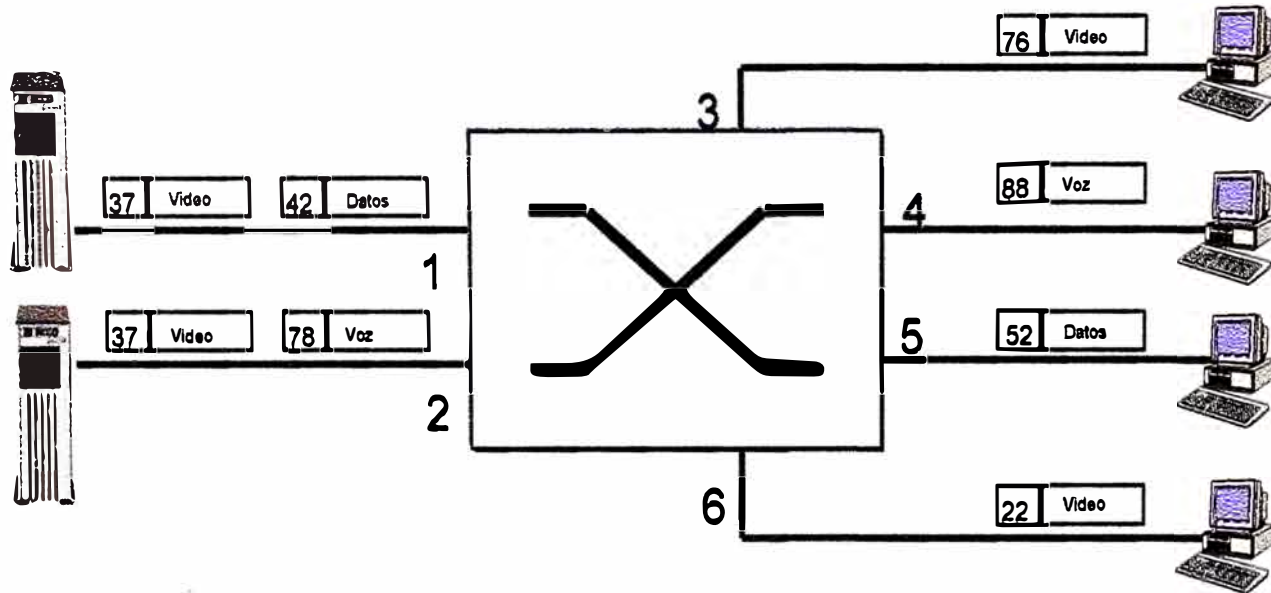 76 Video
3
37 Video 42 Datos
88 Voz
4
1
37 Video 78 Voz
52 Datos
5
2
22 Video
6